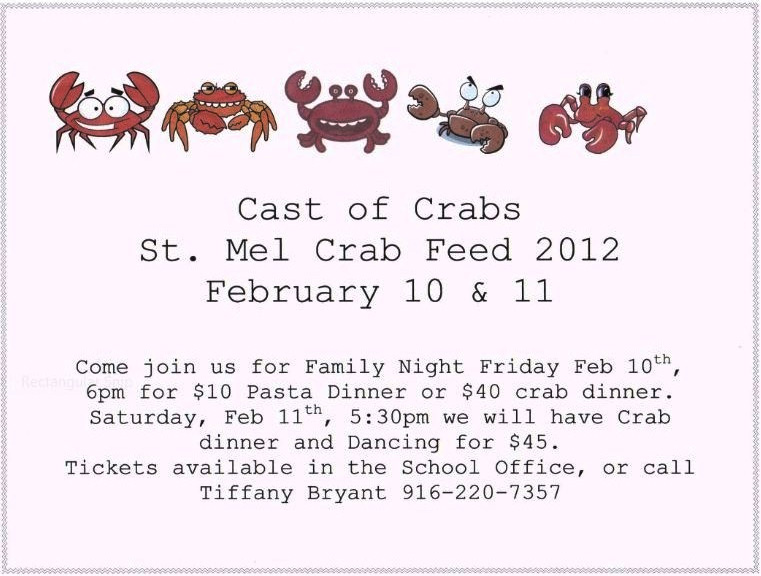 Cast of Crabs
St. Mel Crab Feed 2012
February 10 & 11
Come join us for Family Night Friday Feb 10th,
6pm for $10 Pasta Dinner or $40 crab dinner.
Saturday, Feb 11th, 5:30pm we will have Crab
dinner and Dancing for $45.
Tickets available in the School Office, or call
Tiffany Bryant 916-220-7357
Rectangular Snip